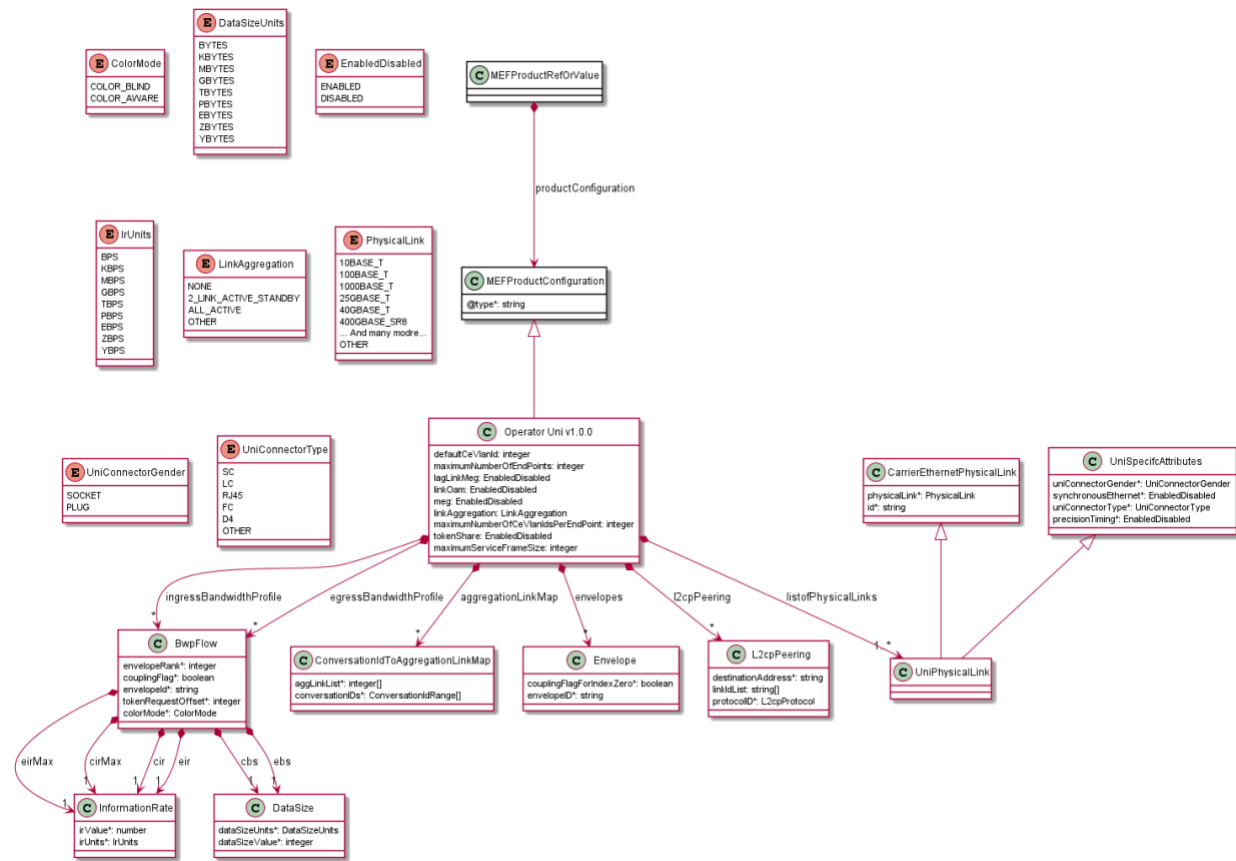 E DataSizeUnits
BYTES
KBYTES
MBYTES
GBYTES
TBYTES
PBYTES
EBYTES
ZBYTES
YBYTES
E ColorMode
COLOR_BLIND
COLOR_AWARE
E EnabledDisabled
ENABLED
DISABLED
C MEFProductRefOrValue
productConfiguration
E IrUnits
BPS
KBPS
MBPS
GBPS
TBPS
PBPS
EBPS
ZBPS
YBPS
E LinkAggregation
NONE
2_LINK_ACTIVE_STANDBY
ALL_ACTIVE
OTHER
E PhysicalLink
10BASE_T
100BASE_T
1000BASE_T
25GBASE_T
40GBASE_T
400GBASE_SR8
... And many modre...
OTHER
C MEFProductConfiguration
@type*: string
E UniConnectorGender
SOCKET
PLUG
E UniConnectorType
SC
LC
RJ45
FC
D4
OTHER
C Operator Uni v1.0.0
defaultCeVlanId: integer
maximumNumberOfEndPoints: integer
lagLinkMeg: EnabledDisabled
linkOam: EnabledDisabled
meg: EnabledDisabled
linkAggregation: LinkAggregation
maximumNumberOfCeVlanIdsPerEndPoint: integer
tokenShare: EnabledDisabled
maximumServiceFrameSize: integer
C CarrierEthernetPhysicalLink
physicalLink*: PhysicalLink
id*: string
C UniSpecifcAttributes
uniConnectorGender*: UniConnectorGender
synchronousEthernet*: EnabledDisabled
uniConnectorType*: UniConnectorType
precisionTiming*: EnabledDisabled
ingressBandwidthProfile
*
egressBandwidthProfile
*
aggregationLinkMap
*
envelopes
*
l2cpPeering
*
listofPhysicalLinks
1..*
C BwpFlow
envelopeRank*: integer
couplingFlag*: boolean
envelopeId*: string
tokenRequestOffset*: integer
colorMode*: ColorMode
C ConversationIdToAggregationLinkMap
aggLinkList*: integer[]
conversationIDs*: ConversationIdRange[]
C Envelope
couplingFlagForIndexZero*: boolean
envelopeID*: string
C L2cpPeering
destinationAddress*: string
linkIdList: string[]
protocolID*: L2cpProtocol
C UniPhysicalLink
eirMax
1
cirMax
1
cir
1
eir
1
cbs
1
ebs
1
C InformationRate
irValue*: number
irUnits*: IrUnits
C DataSize
dataSizeUnits*: DataSizeUnits
dataSizeValue*: integer